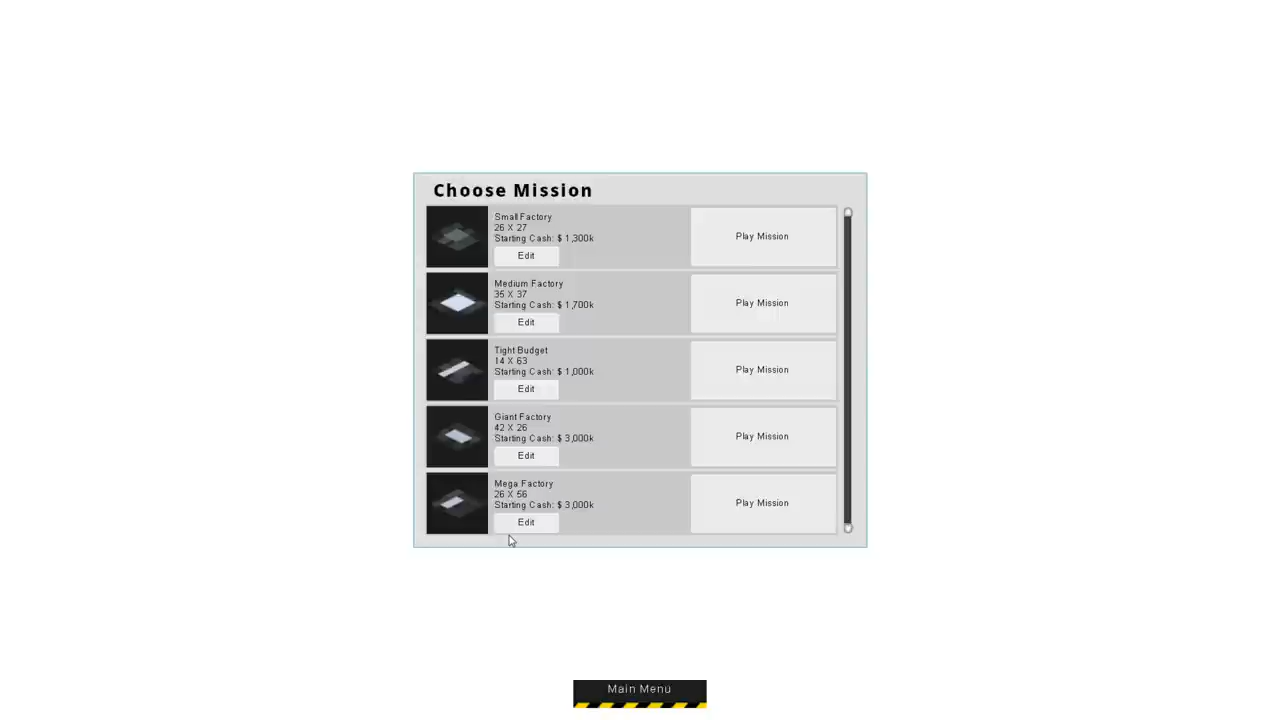 Choose Mission
Small Factory
26 X 27
Starting Cash: $ 1,300k
Edit
Play Mission
Medium Factory
35 X 37
Starting Cash: $ 1,700k
Edit
Play Mission
Tight Budget
14 X 63
Starting Cash: $ 1,000k
Edit
Play Mission
Giant Factory
42 X 26
Starting Cash: $ 3,000k
Edit
Play Mission
Mega Factory
26 X 56
Starting Cash: $ 3,000k
Edit
Play Mission
Main Menu